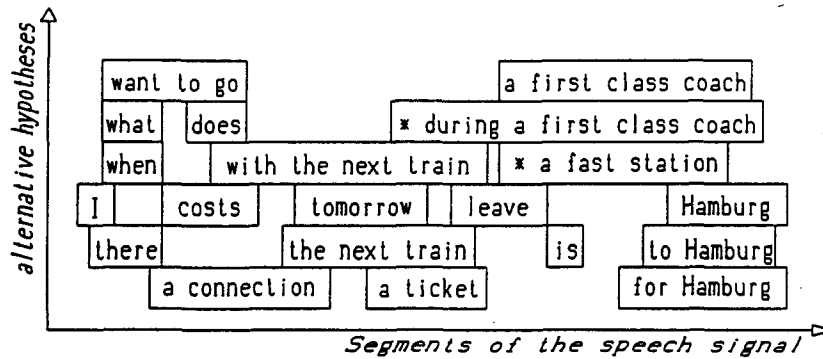 alternative hypotheses
want to go a first class coach
what does * during a first class coach
when with the next train * a fast station
I costs tomorrow leave Hamburg
there the next train is to Hamburg
a connection a ticket for Hamburg
Segments of the speech signal